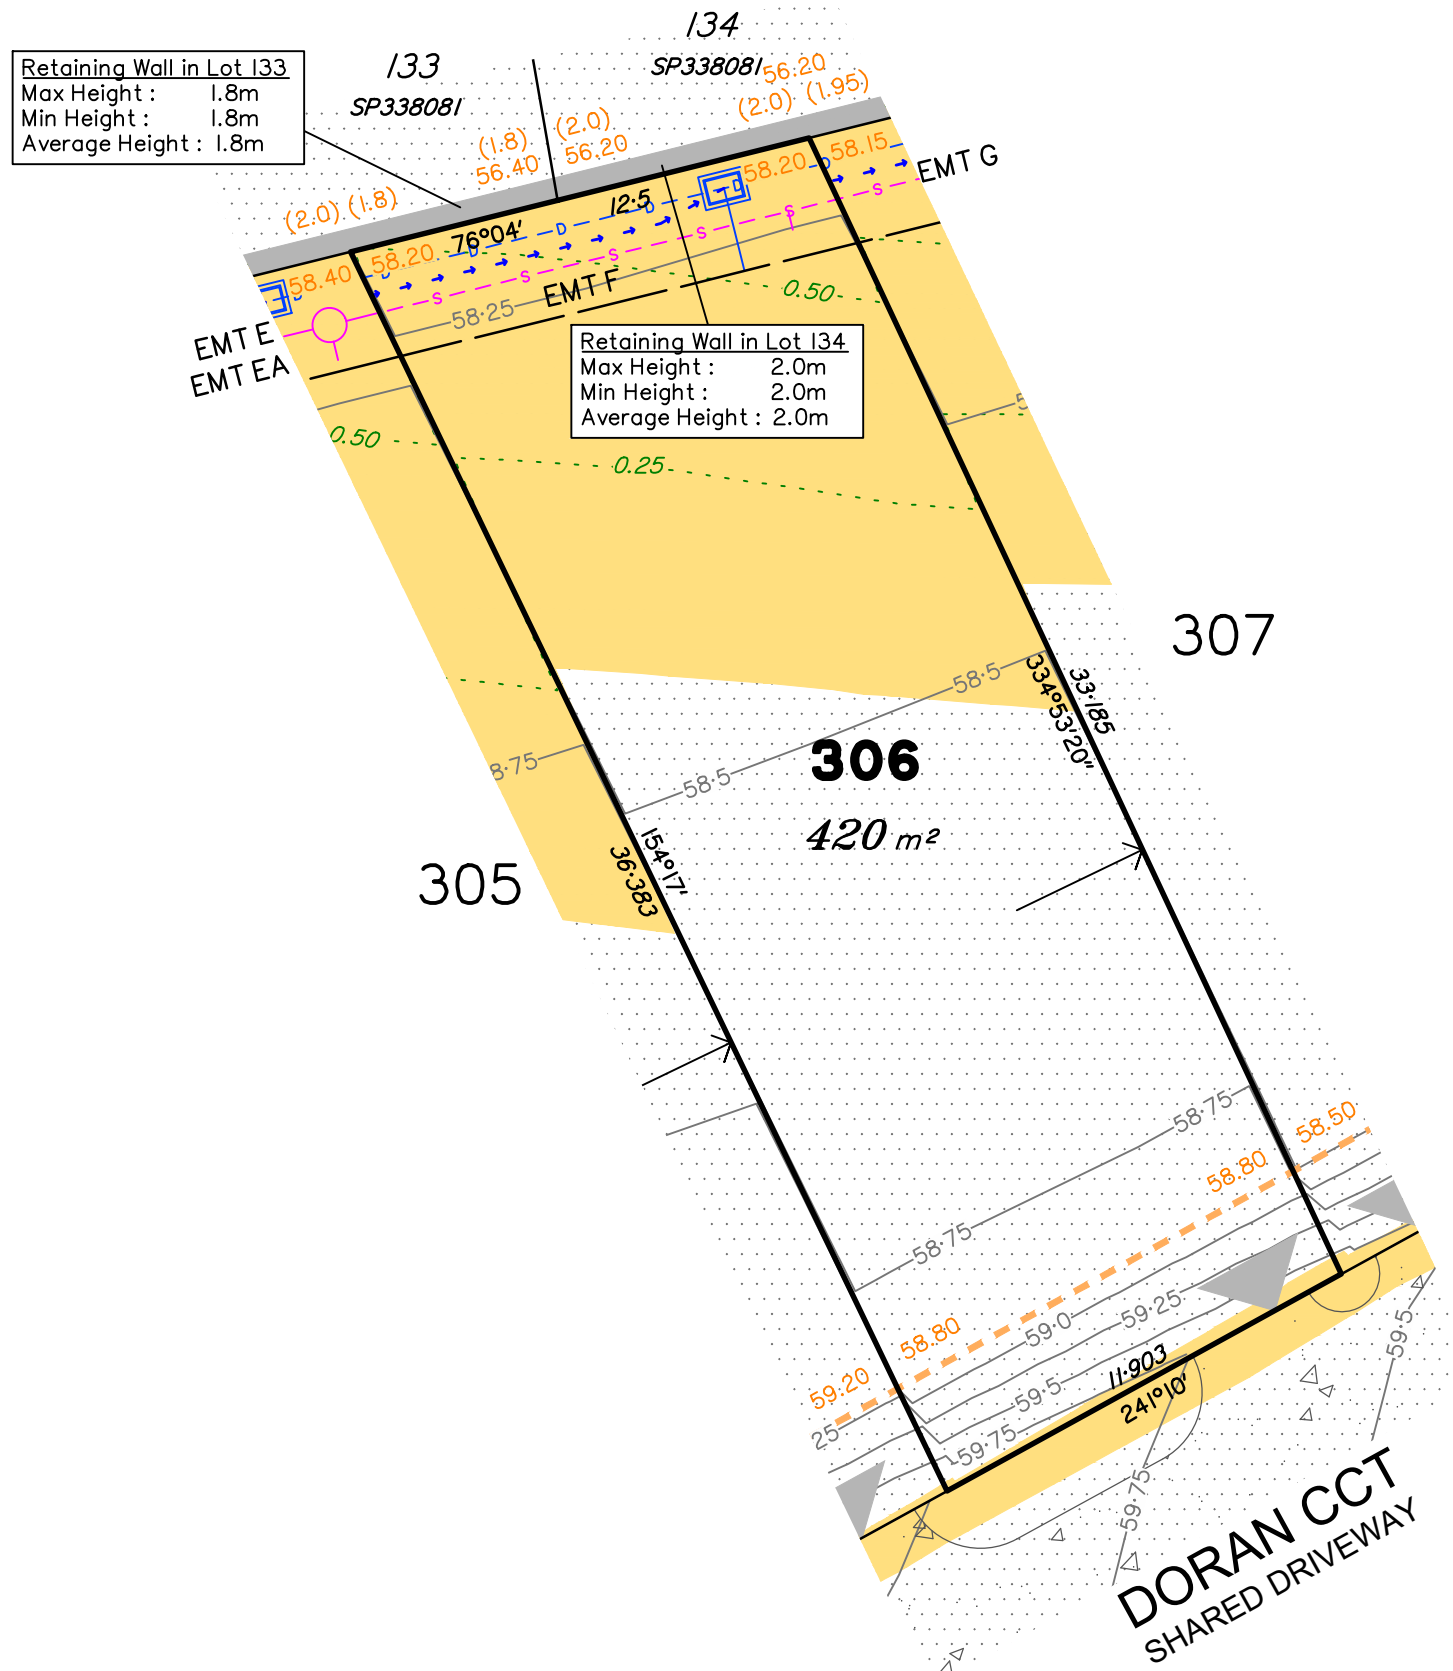 134
SP338081
133
SP338081
Retaining Wall in Lot 133
Max Height : 1.8m
Min Height : 1.8m
Average Height : 1.8m
56.20
(2.0) (1.95)
(1.8) (2.0)
56.40 56.20
(2.0) (1.8)
58.20
58.15
EMT G
12·5
76°04'
58.40
58.20
D
D
D
D
D
D
D
S
S
S
S
S
S
EMT F
58·25
0.50
EMT E
EMT EA
Retaining Wall in Lot 134
Max Height : 2.0m
Min Height : 2.0m
Average Height : 2.0m
5
0.50
0.25
307
58·5
33·185
334°53'20"
306
8·75
58·5
420 m²
154°17'
36·383
305
58·75
58.50
58.80
58·75
59·25
59·0
58.80
59.20
59·5
11·903
241°10'
59·5
25
59·75
59·75
DORAN CCT
SHARED DRIVEWAY